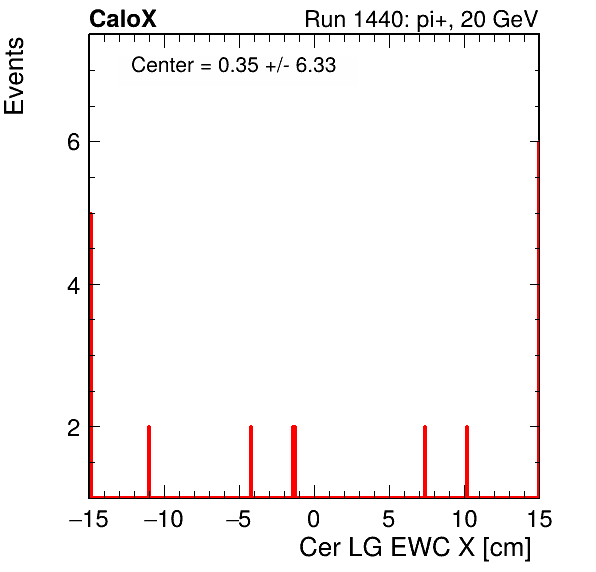 CaloX Run 1440: pi+, 20 GeV
Center = 0.35 +/- 6.33
Events
6
4
2
−15 −10 −5 0 5 10 15
Cer LG EWC X [cm]